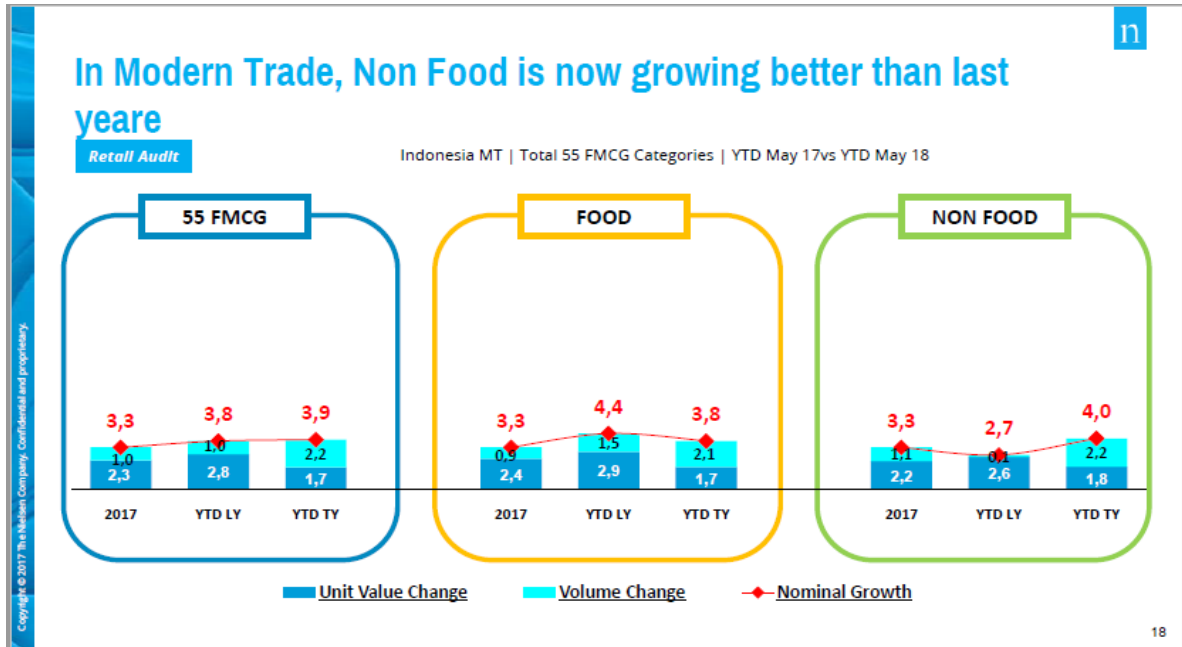 n
In Modern Trade, Non Food is now growing better than last
yeare
Retail Audit
Indonesia MT | Total 55 FMCG Categories | YTD May 17vs YTD May 18
55 FMCG
3,3
3,8
3,9
1,0
1,0
2,2
2,3
2,8
1,7
2017
YTD LY
YTD TY
FOOD
3,3
4,4
3,8
0,9
1,5
2,1
2,4
2,9
1,7
2017
YTD LY
YTD TY
NON FOOD
3,3
2,7
4,0
1,1
0,1
2,2
2,2
2,6
1,8
2017
YTD LY
YTD TY
Unit Value Change
Volume Change
Nominal Growth
Copyright © 2017 The Nielsen Company. Confidential and proprietary.
18